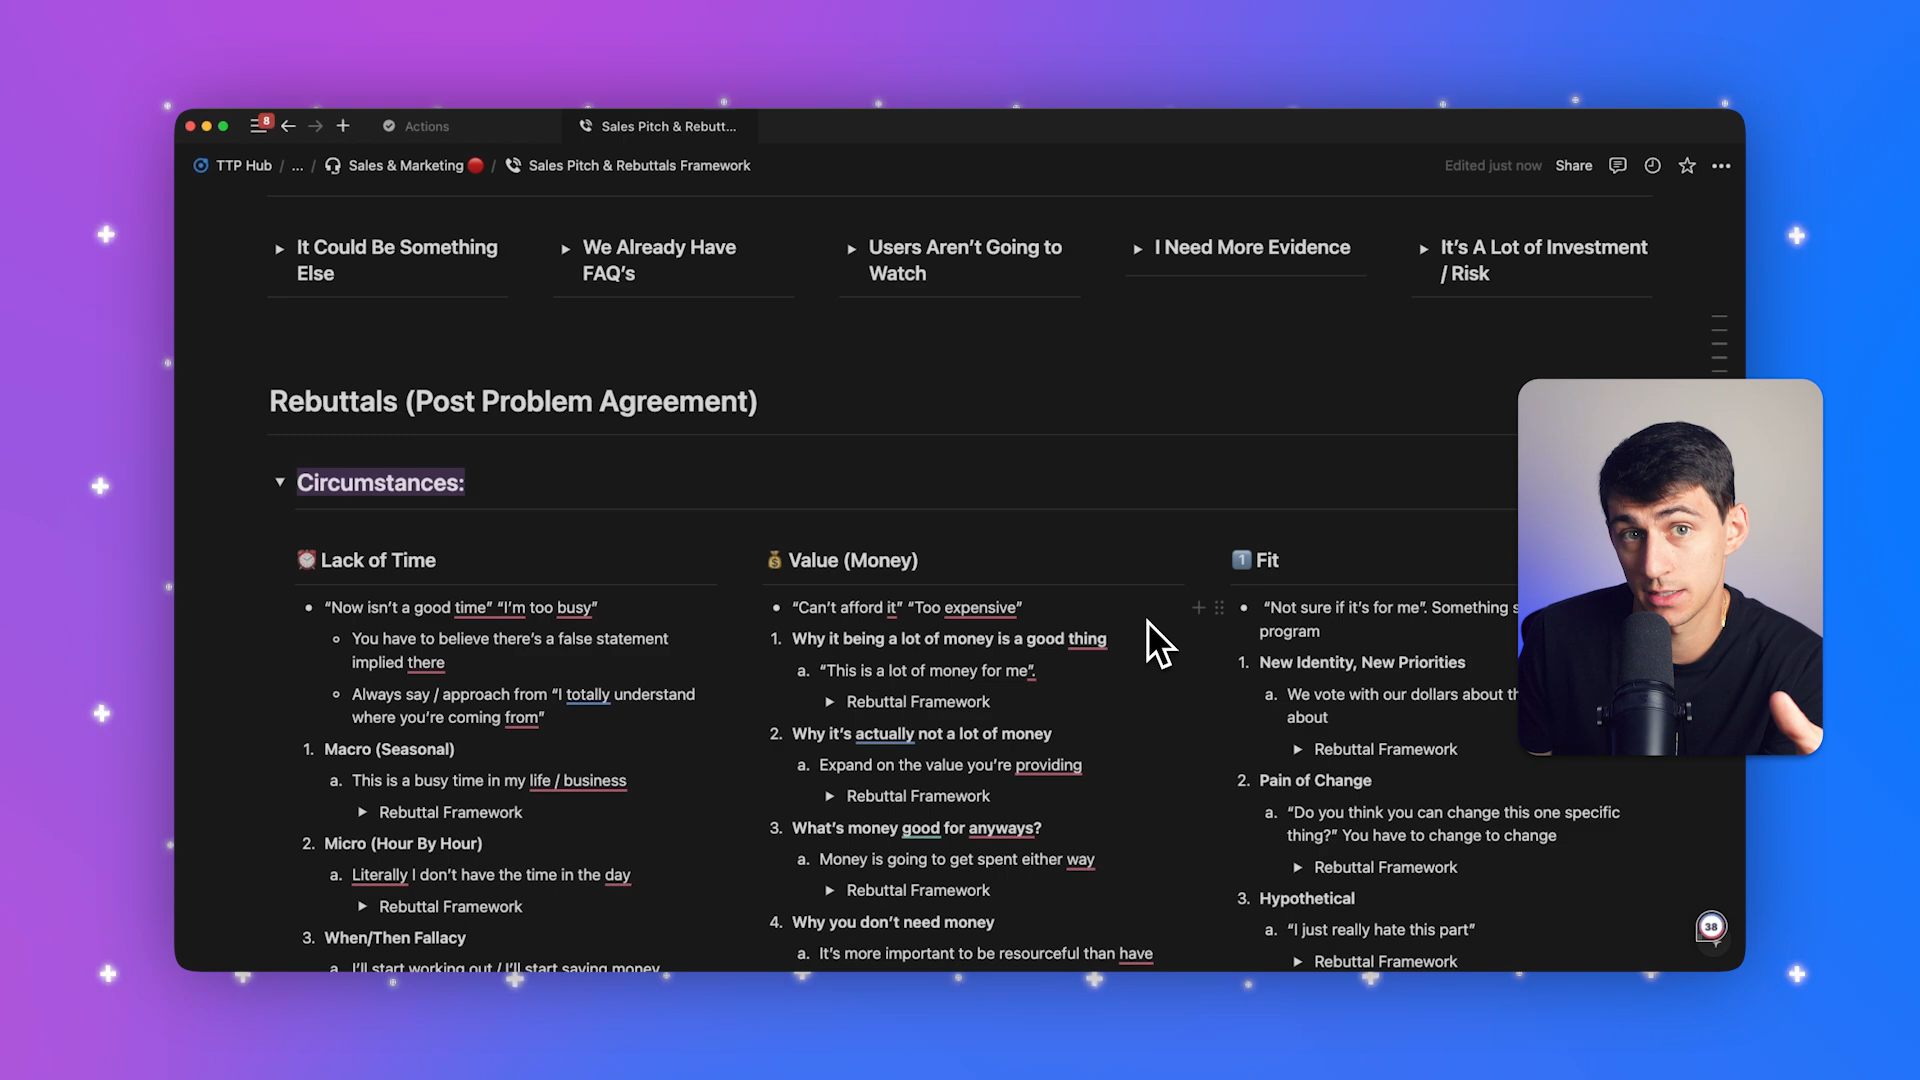 8
Actions
Sales Pitch & Rebutt...
TTP Hub / ... / Sales & Marketing / Sales Pitch & Rebuttals Framework
Edited just now
Share
It Could Be Something
Else
We Already Have
FAQ’s
Users Aren’t Going to
Watch
I Need More Evidence
It’s A Lot of Investment
/ Risk
Rebuttals (Post Problem Agreement)
Circumstances:
Lack of Time
“Now isn’t a good time” “I’m too busy”
You have to believe there’s a false statement
implied there
Always say / approach from “I totally understand
where you’re coming from”
1. Macro (Seasonal)
a. This is a busy time in my life / business
Rebuttal Framework
2. Micro (Hour By Hour)
a. Literally I don’t have the time in the day
Rebuttal Framework
3. When/Then Fallacy
a. I’ll start working out / I’ll start saving money
Value (Money)
“Can’t afford it” “Too expensive”
1. Why it being a lot of money is a good thing
a. “This is a lot of money for me”.
Rebuttal Framework
2. Why it’s actually not a lot of money
a. Expand on the value you’re providing
Rebuttal Framework
3. What’s money good for anyways?
a. Money is going to get spent either way
Rebuttal Framework
4. Why you don’t need money
a. It’s more important to be resourceful than have
1 Fit
“Not sure if it’s for me”. Something
program
1. New Identity, New Priorities
a. We vote with our dollars about
about
Rebuttal Framework
2. Pain of Change
a. “Do you think you can change this one specific
thing?” You have to change to change
Rebuttal Framework
3. Hypothetical
a. “I just really hate this part”
Rebuttal Framework
38